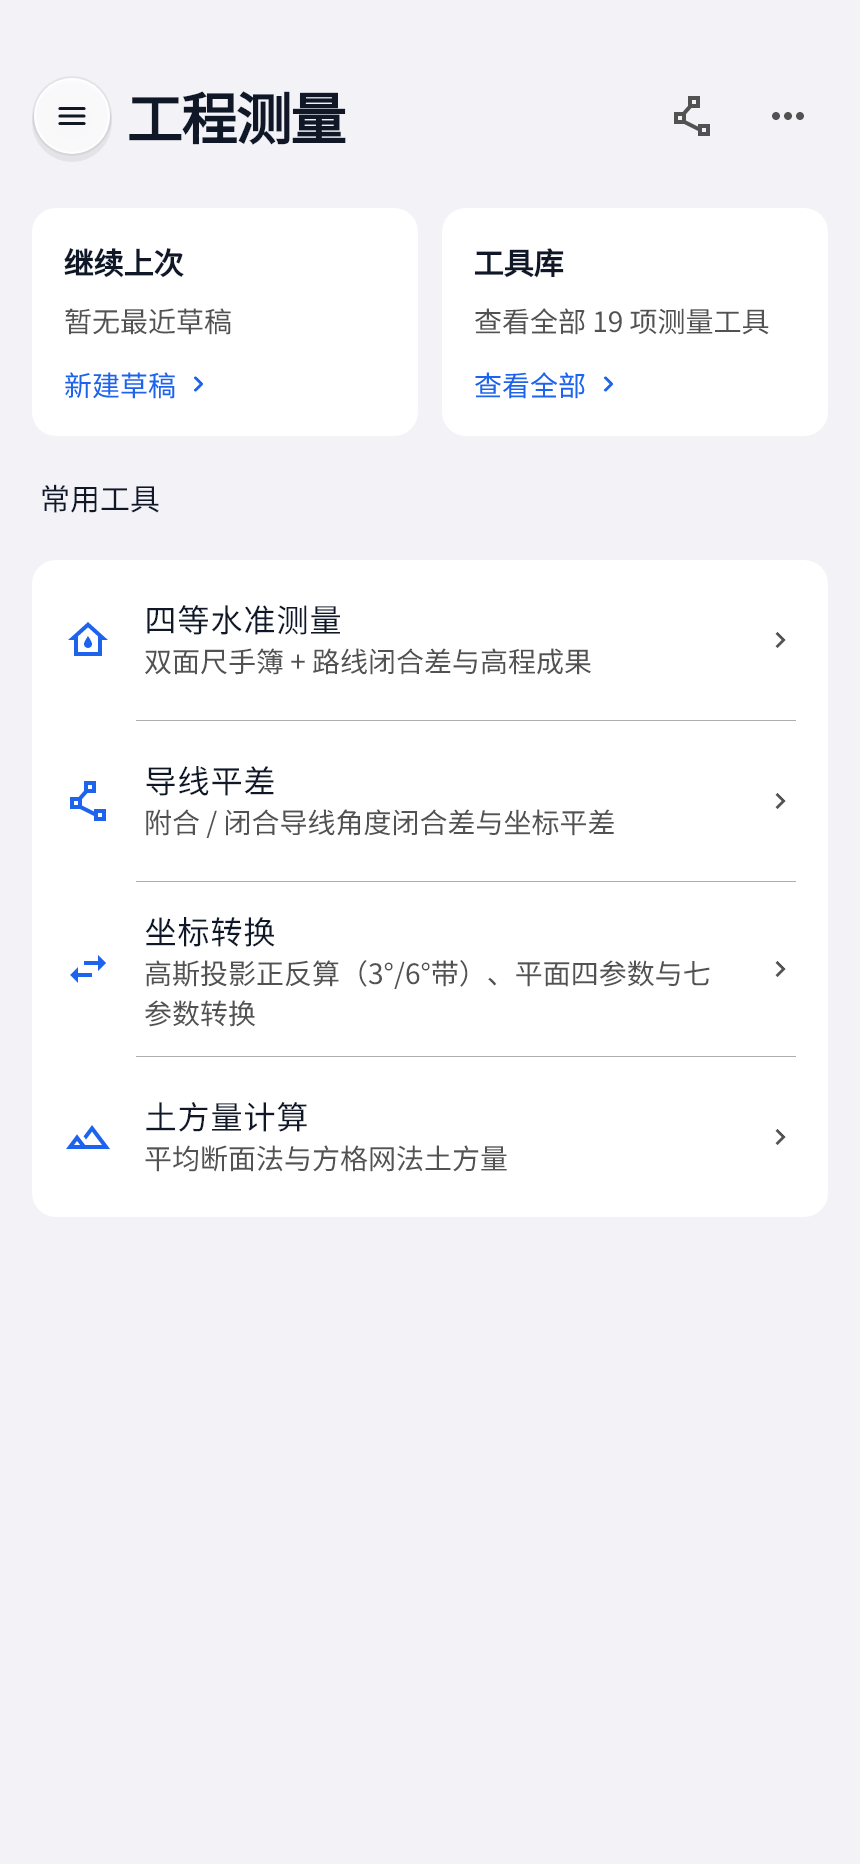 工程测量
继续上次
暂无最近草稿
新建草稿
工具库
查看全部 19 项测量工具
查看全部
常用工具
四等水准测量
双面尺手簿 + 路线闭合差与高程成果
导线平差
附合 / 闭合导线角度闭合差与坐标平差
坐标转换
高斯投影正反算（3°/6°带）、平面四参数与七
参数转换
土方量计算
平均断面法与方格网法土方量